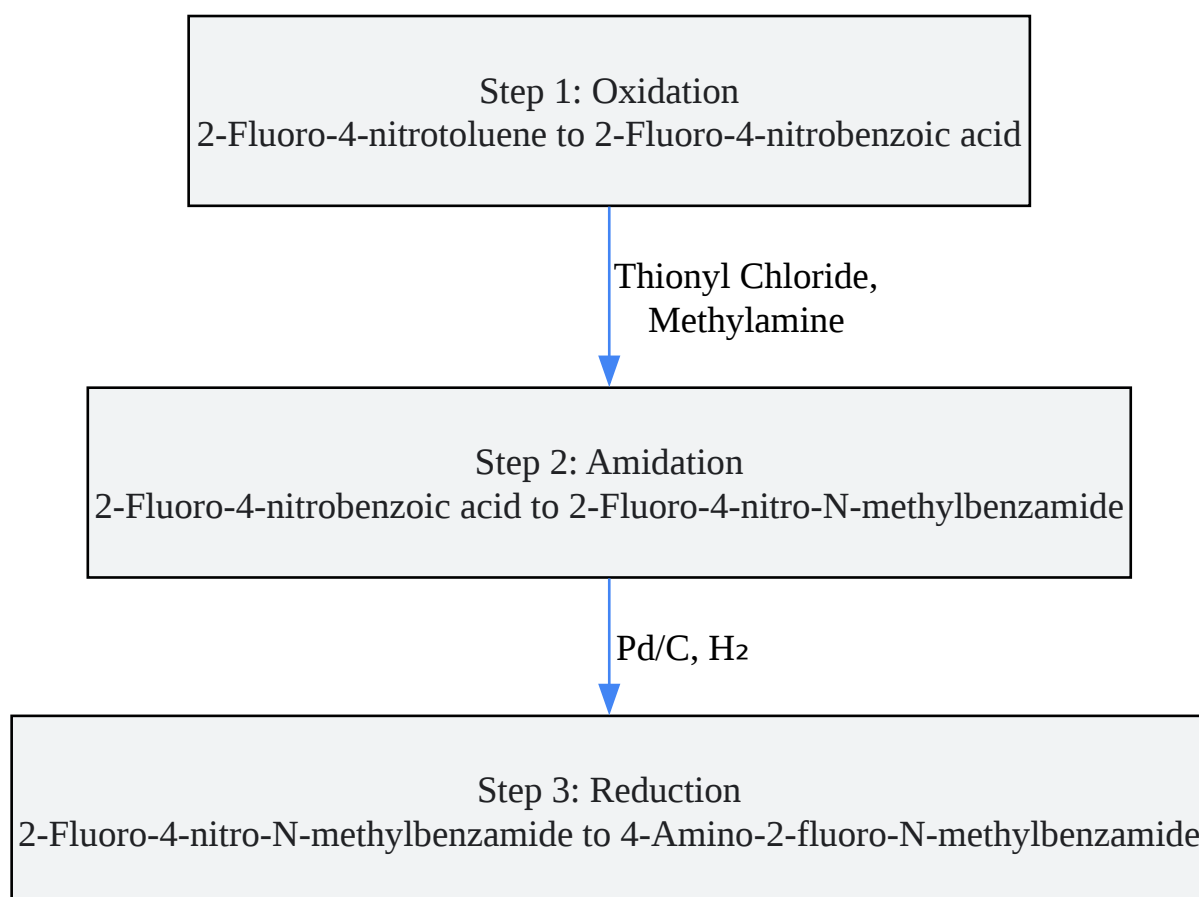 Step 1: Oxidation
2-Fluoro-4-nitrotoluene to 2-Fluoro-4-nitrobenzoic acid
Thionyl Chloride,
Methylamine
Step 2: Amidation
2-Fluoro-4-nitrobenzoic acid to 2-Fluoro-4-nitro-N-methylbenzamide
Pd/C, H₂
Step 3: Reduction
2-Fluoro-4-nitro-N-methylbenzamide to 4-Amino-2-fluoro-N-methylbenzamide